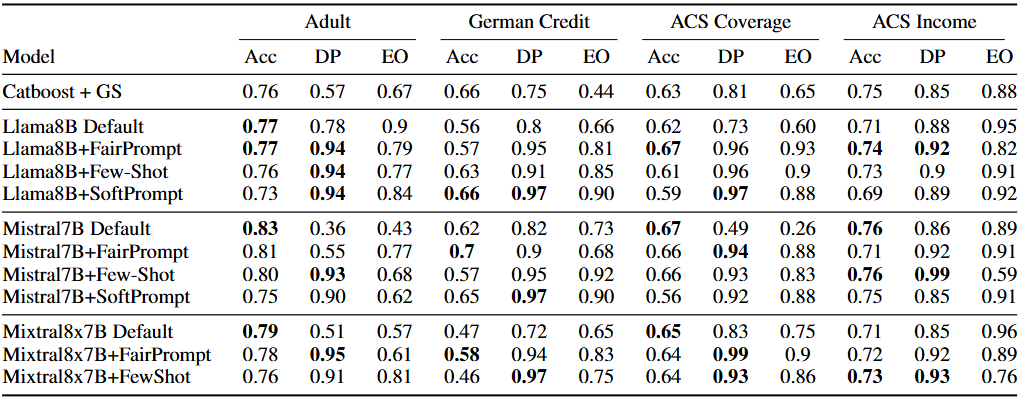 Adult German Credit ACS Coverage ACS Income
Model Acc DP EO Acc DP EO Acc DP EO Acc DP EO
Catboost + GS 0.76 0.57 0.67 0.66 0.75 0.44 0.63 0.81 0.65 0.75 0.85 0.88
Llama8B Default 0.77 0.78 0.9 0.56 0.8 0.66 0.62 0.73 0.60 0.71 0.88 0.95
Llama8B+FairPrompt 0.77 0.94 0.79 0.57 0.95 0.81 0.67 0.96 0.93 0.74 0.92 0.82
Llama8B+Few-Shot 0.76 0.94 0.77 0.63 0.91 0.85 0.61 0.96 0.9 0.73 0.9 0.91
Llama8B+SoftPrompt 0.73 0.94 0.84 0.66 0.97 0.90 0.59 0.97 0.88 0.69 0.89 0.92
Mistral7B Default 0.83 0.36 0.43 0.62 0.82 0.73 0.67 0.49 0.26 0.76 0.86 0.89
Mistral7B+FairPrompt 0.81 0.55 0.77 0.7 0.9 0.68 0.66 0.94 0.88 0.71 0.92 0.91
Mistral7B+Few-Shot 0.80 0.93 0.68 0.57 0.95 0.92 0.66 0.93 0.83 0.76 0.99 0.59
Mistral7B+SoftPrompt 0.75 0.90 0.62 0.65 0.97 0.90 0.56 0.92 0.88 0.75 0.85 0.91
Mixtral8x7B Default 0.79 0.51 0.57 0.47 0.72 0.65 0.65 0.83 0.75 0.71 0.85 0.96
Mixtral8x7B+FairPrompt 0.78 0.95 0.61 0.58 0.94 0.83 0.64 0.99 0.9 0.72 0.92 0.89
Mixtral8x7B+FewShot 0.76 0.91 0.81 0.46 0.97 0.75 0.64 0.93 0.86 0.73 0.93 0.76